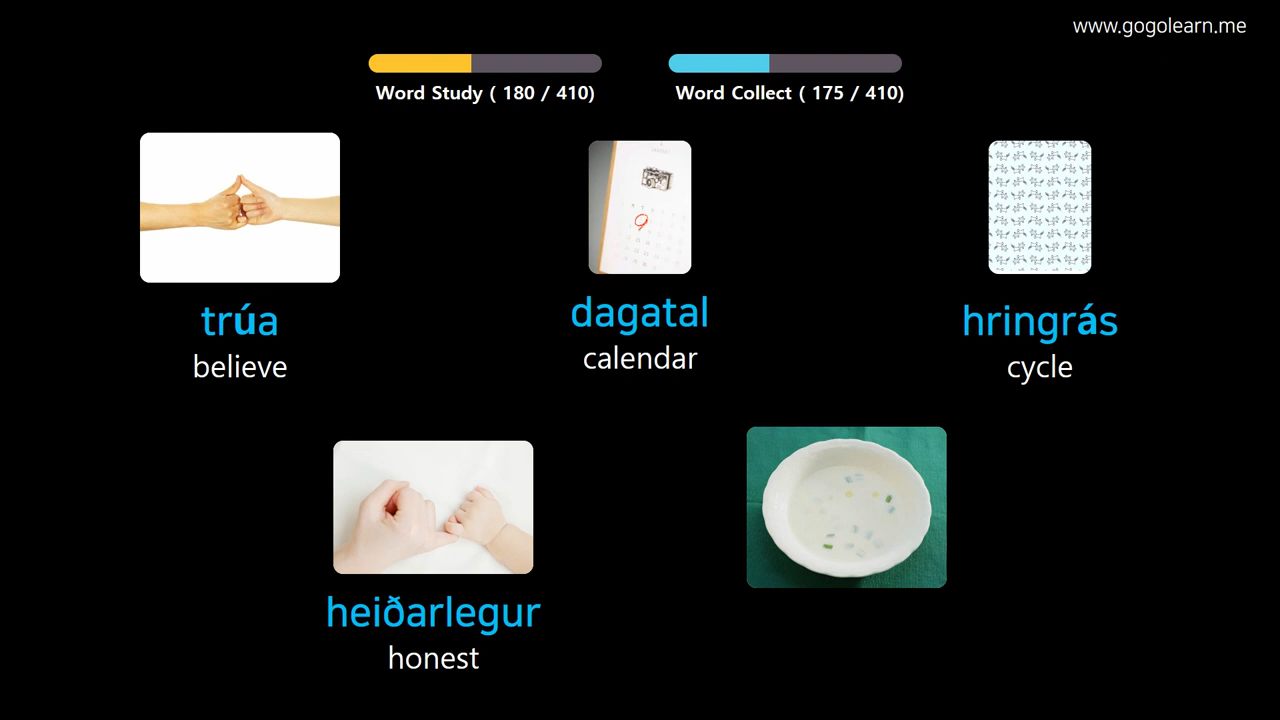 www.gogolearn.me
Word Study ( 180 / 410)
Word Collect ( 175 / 410)
trúa
believe
dagatal
calendar
hringrás
cycle
heiðarlegur
honest